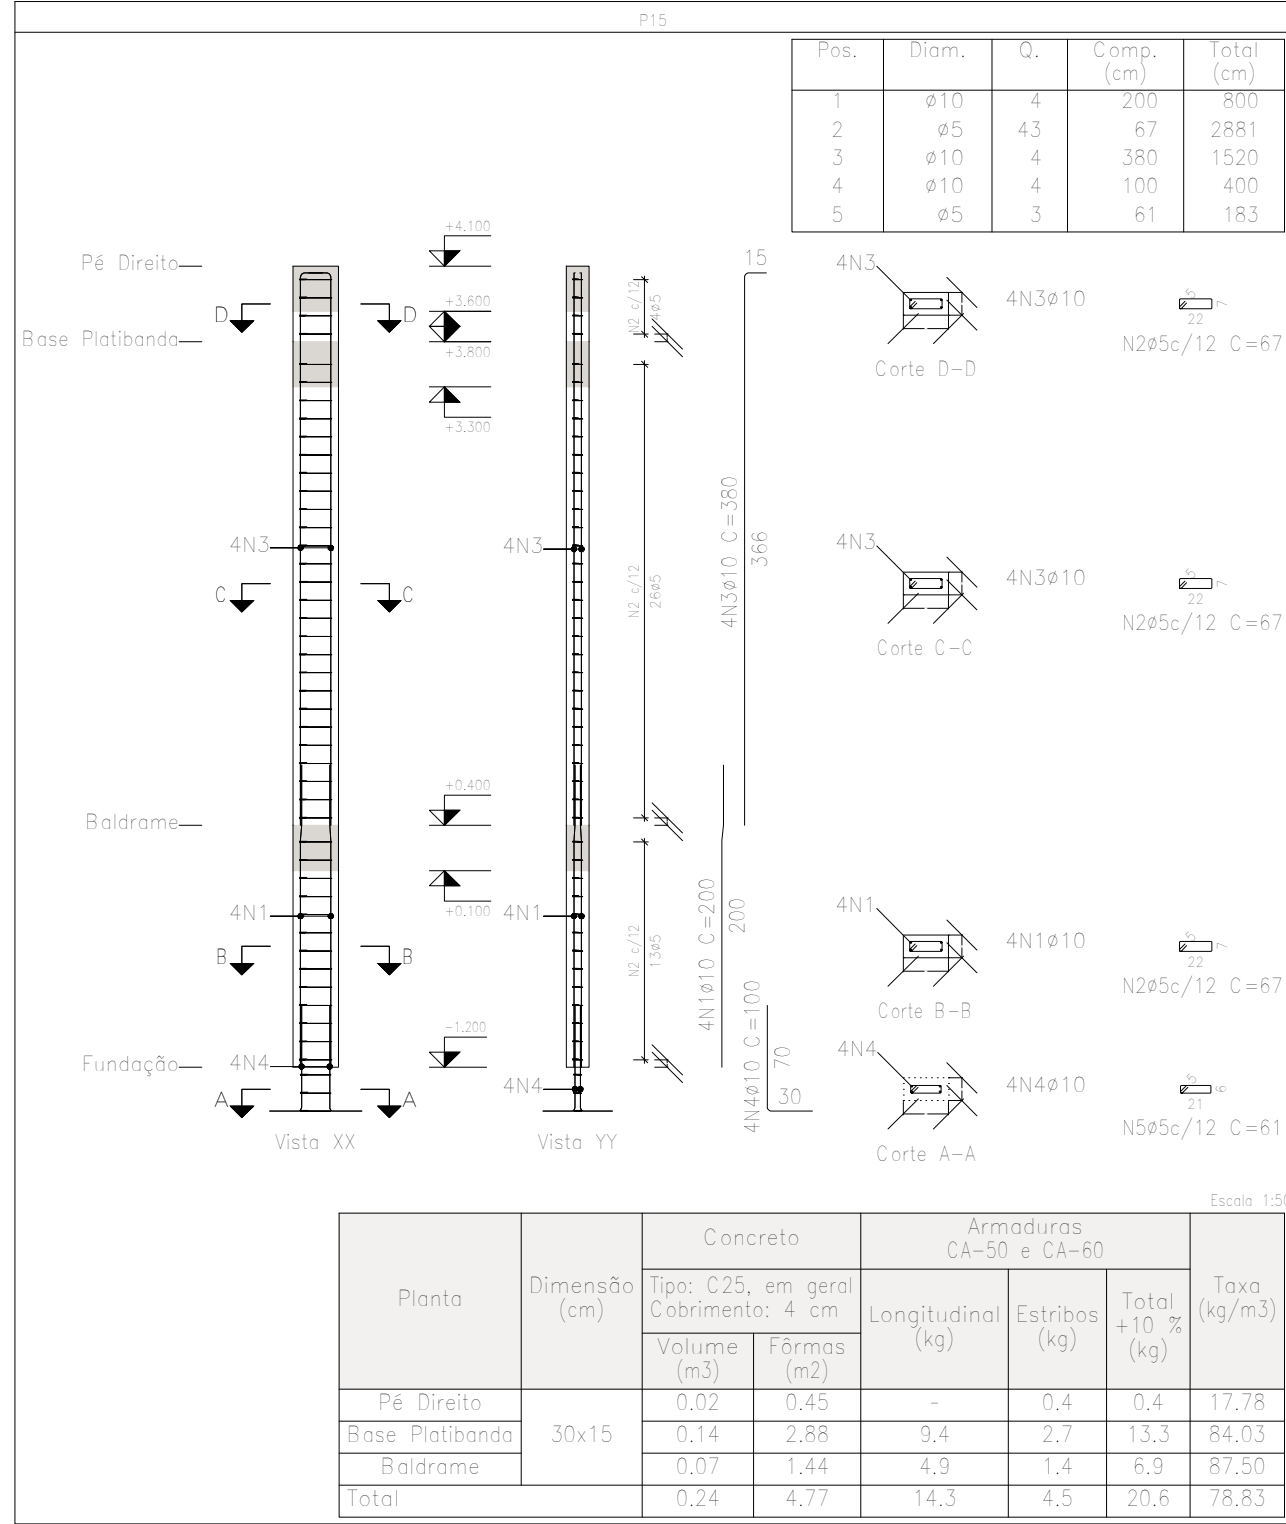 P15
Pos. Diam. Q. Comp. (cm) Total (cm)
1 ø10 4 200 800
2 ø5 43 67 2881
3 ø10 4 380 1520
4 ø10 4 100 400
5 ø5 3 61 183
+4.100
Pé Direito
15
4N3
4N3ø10
5
7
22
N2ø5c/12 C=67
D D
+3.600
N2 c/12
4ø5
Base Platibanda
+3.800
Corte D-D
+3.300
4N3ø10 C=380
366
4N3
4N3
4N3
4N3ø10
5
7
22
N2ø5c/12 C=67
C C
N2 c/12
26ø5
Corte C-C
+0.400
Baldrame
+0.100
4N1
4N1
4N1ø10 C=200
200
4N1
4N1ø10
5
7
22
N2ø5c/12 C=67
B B
N2 c/12
13ø5
Corte B-B
-1.200
Fundação
4N4
4N4
4N4ø10 C=100
70
30
4N4
4N4ø10
5
6
21
N5ø5c/12 C=61
A A
Vista XX
Vista YY
Corte A-A
Escala 1:50
Planta
Dimensão (cm)
Concreto
Tipo: C25, em geral
Cobrimento: 4 cm
Volume (m3)
Fôrmas (m2)
Armaduras
CA-50 e CA-60
Longitudinal (kg)
Estribos (kg)
Total +10 % (kg)
Taxa (kg/m3)
Pé Direito 0.02 0.45 - 0.4 0.4 17.78
Base Platibanda 30x15 0.14 2.88 9.4 2.7 13.3 84.03
Baldrame 0.07 1.44 4.9 1.4 6.9 87.50
Total 0.24 4.77 14.3 4.5 20.6 78.83